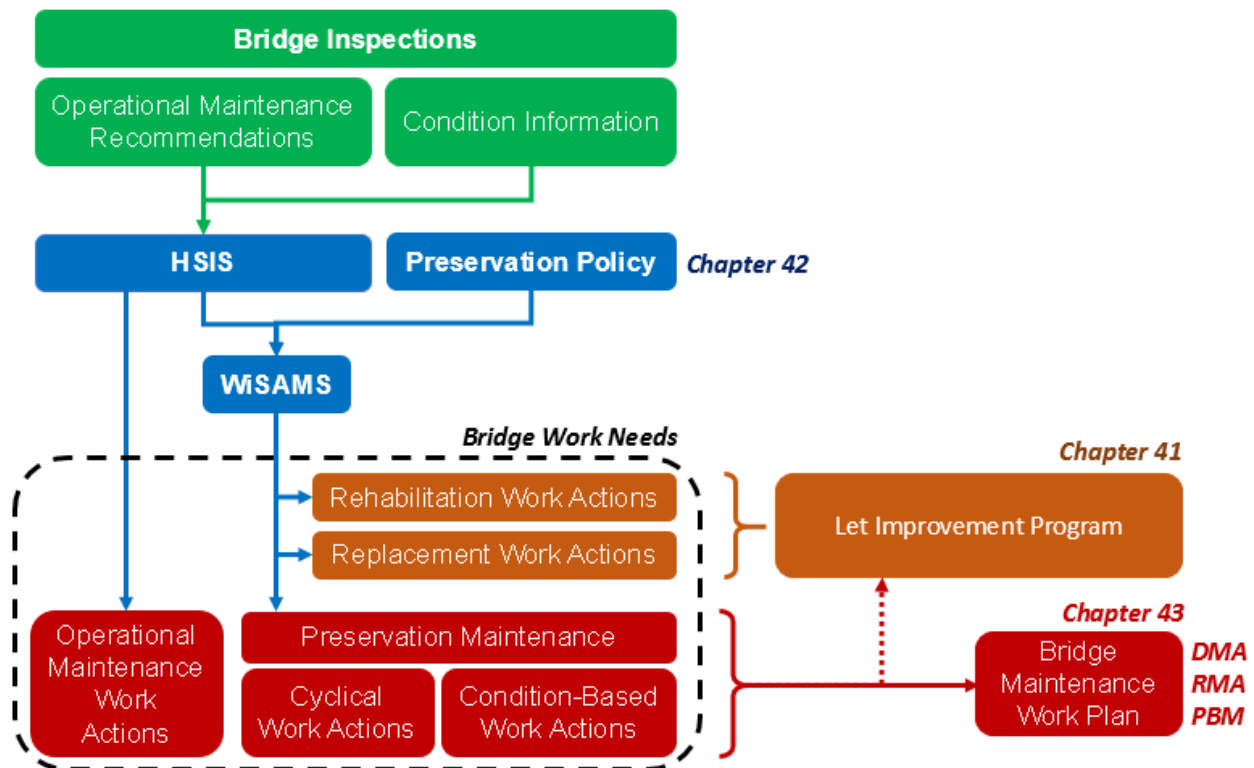 Bridge Inspections
Operational Maintenance
Recommendations
Condition Information
HSIS
Preservation Policy
Chapter 42
WiSAMS
Bridge Work Needs
Chapter 41
Rehabilitation Work Actions
Replacement Work Actions
Let Improvement Program
Chapter 43
Operational
Maintenance
Work
Actions
Preservation Maintenance
Cyclical
Work Actions
Condition-Based
Work Actions
Bridge
Maintenance
Work Plan
DMA
RMA
PBM